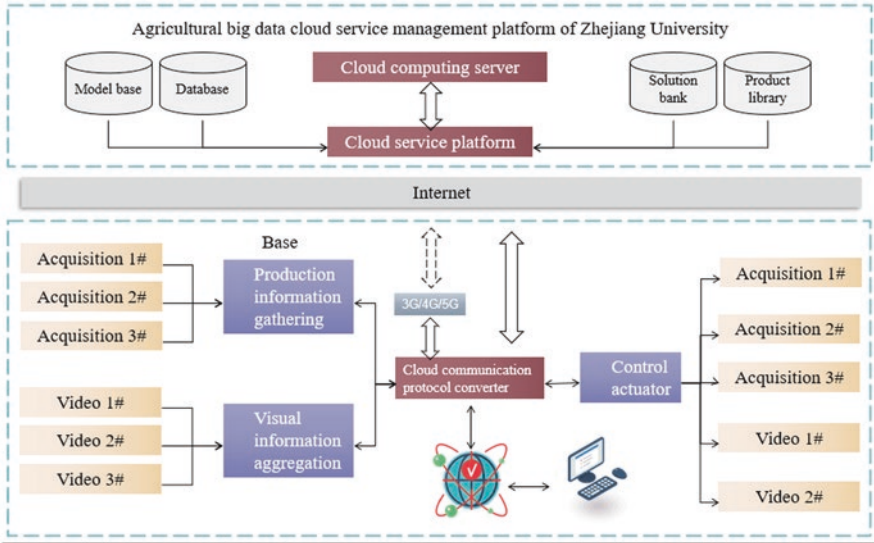 Agricultural big data cloud service management platform of Zhejiang University
Model base
Database
Cloud computing server
Solution
bank
Product
library
Cloud service platform
Internet
Base
Acquisition 1#
Acquisition 2#
Acquisition 3#
Production
information
gathering
Video 1#
Video 2#
Video 3#
Visual
information
aggregation
3G/4G/5G
Cloud communication
protocol converter
Control
actuator
Acquisition 1#
Acquisition 2#
Acquisition 3#
Video 1#
Video 2#